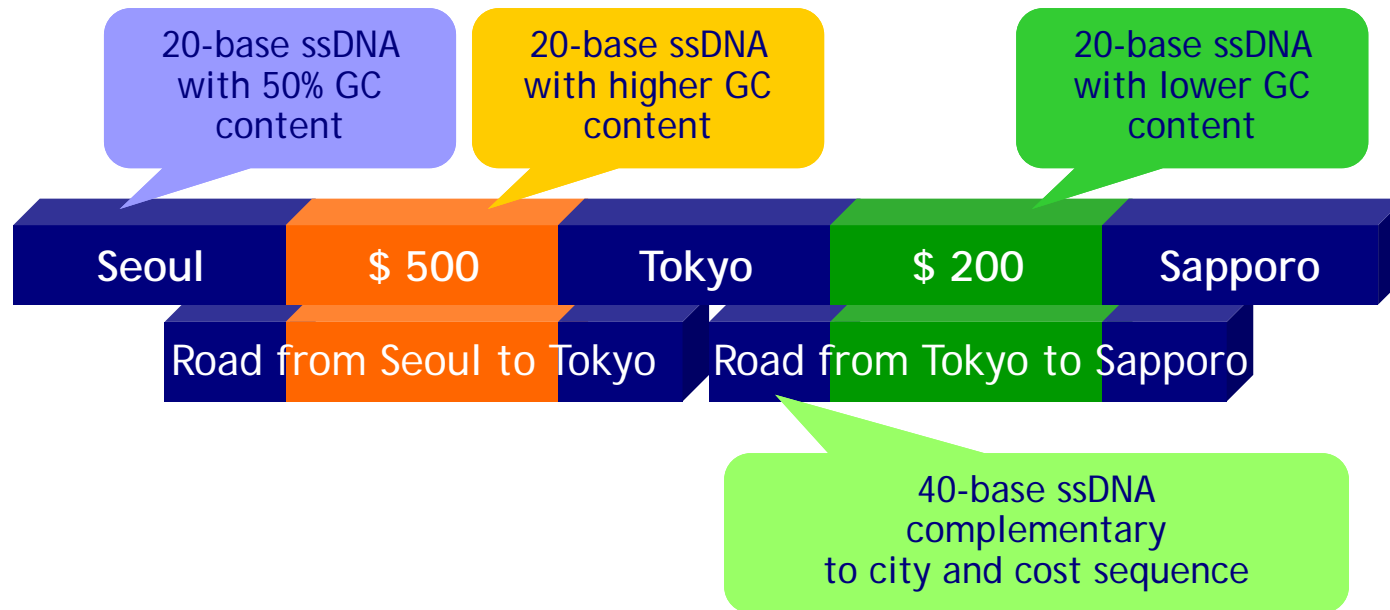 20-base ssDNA
with 50% GC
content
20-base ssDNA
with higher GC
content
20-base ssDNA
with lower GC
content
Seoul
$ 500
Tokyo
$ 200
Sapporo
Road from Seoul to Tokyo
Road from Tokyo to Sapporo
40-base ssDNA
complementary
to city and cost sequence